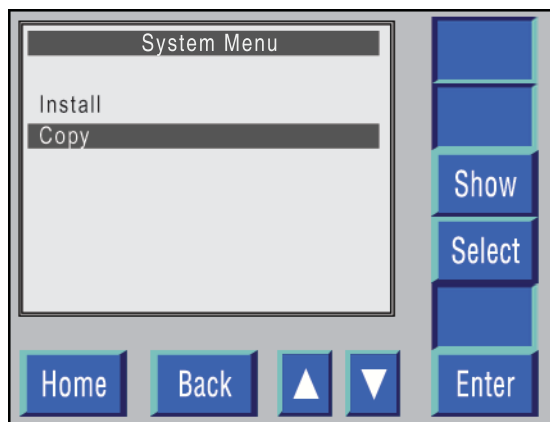 System Menu
Install
Copy
Show
Select
Home
Back
Enter